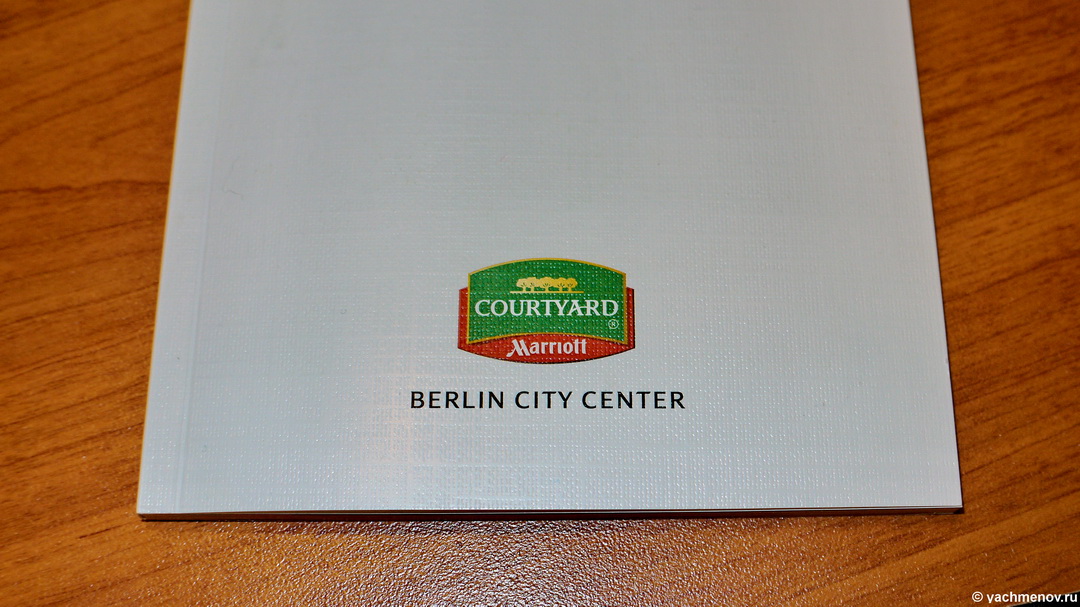 COURTYARD
®
Marriott
BERLIN CITY CENTER
© yachmenov.ru